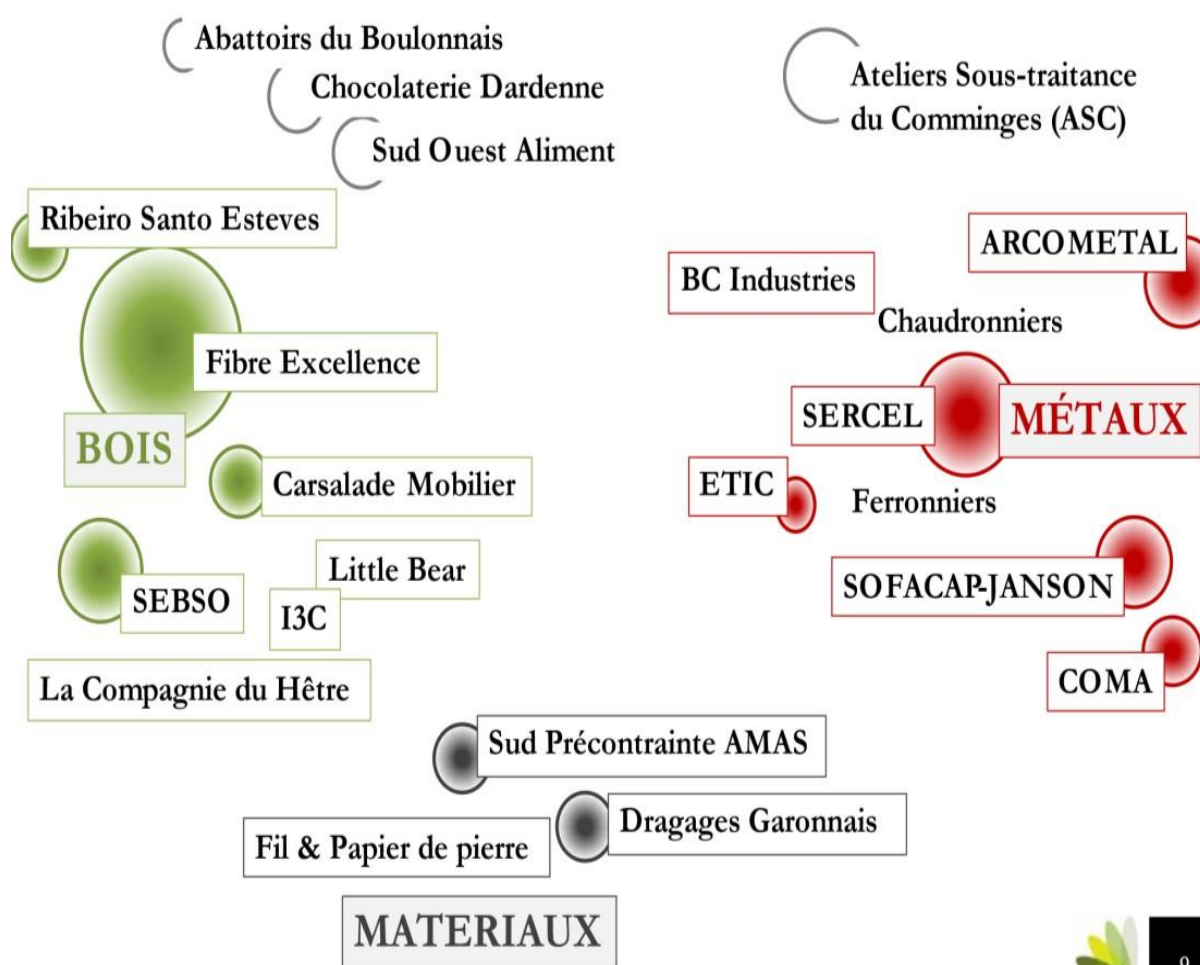 Abattoirs du Boulonnais
Chocolaterie Dardenne
Sud Ouest Aliment
Ateliers Sous-traitance
du Comminges (ASC)
Ribeiro Santo Esteves
Fibre Excellence
BOIS
Carsalade Mobilier
Little Bear
SEBSO
I3C
La Compagnie du Hêtre
ARCOMETAL
BC Industries
Chaudronniers
SERCEL
MÉTAUX
ETIC
Ferronniers
SOFACAP-JANSON
COMA
Sud Précontrainte AMAS
Dragages Garonnais
Fil & Papier de pierre
MATERIAUX